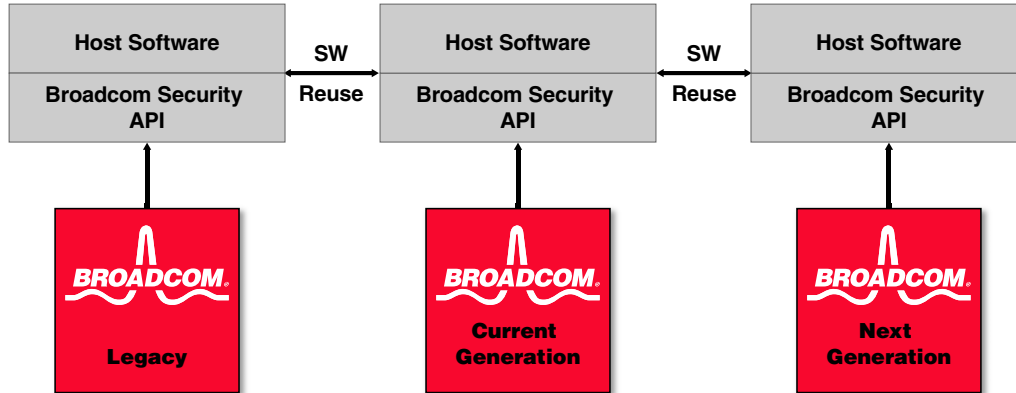 Host Software
Broadcom Security
API
SW
Reuse
Host Software
Broadcom Security
API
SW
Reuse
Host Software
Broadcom Security
API
BROADCOM®
Legacy
BROADCOM®
Current
Generation
BROADCOM®
Next
Generation